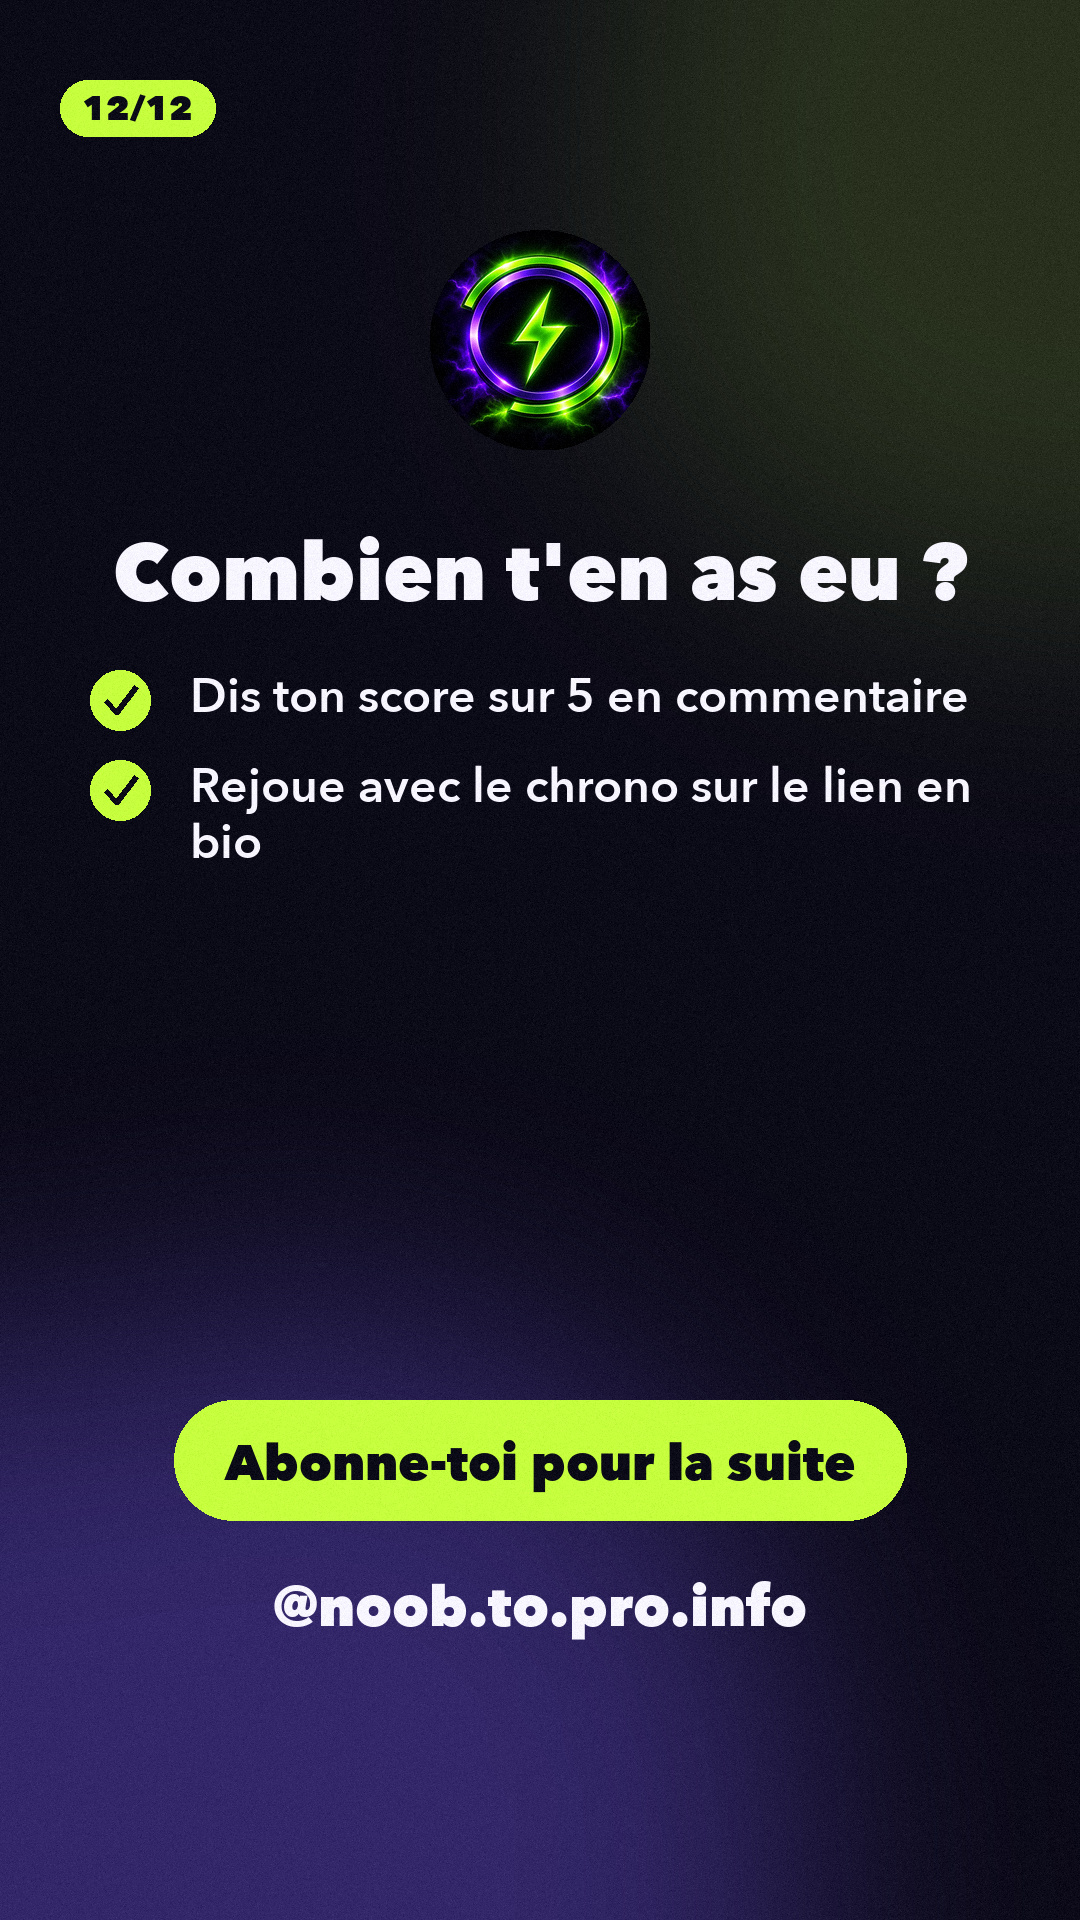 12/12
Combien t'en as eu ?
Dis ton score sur 5 en commentaire
Rejoue avec le chrono sur le lien en
bio
Abonne-toi pour la suite
@noob.to.pro.info